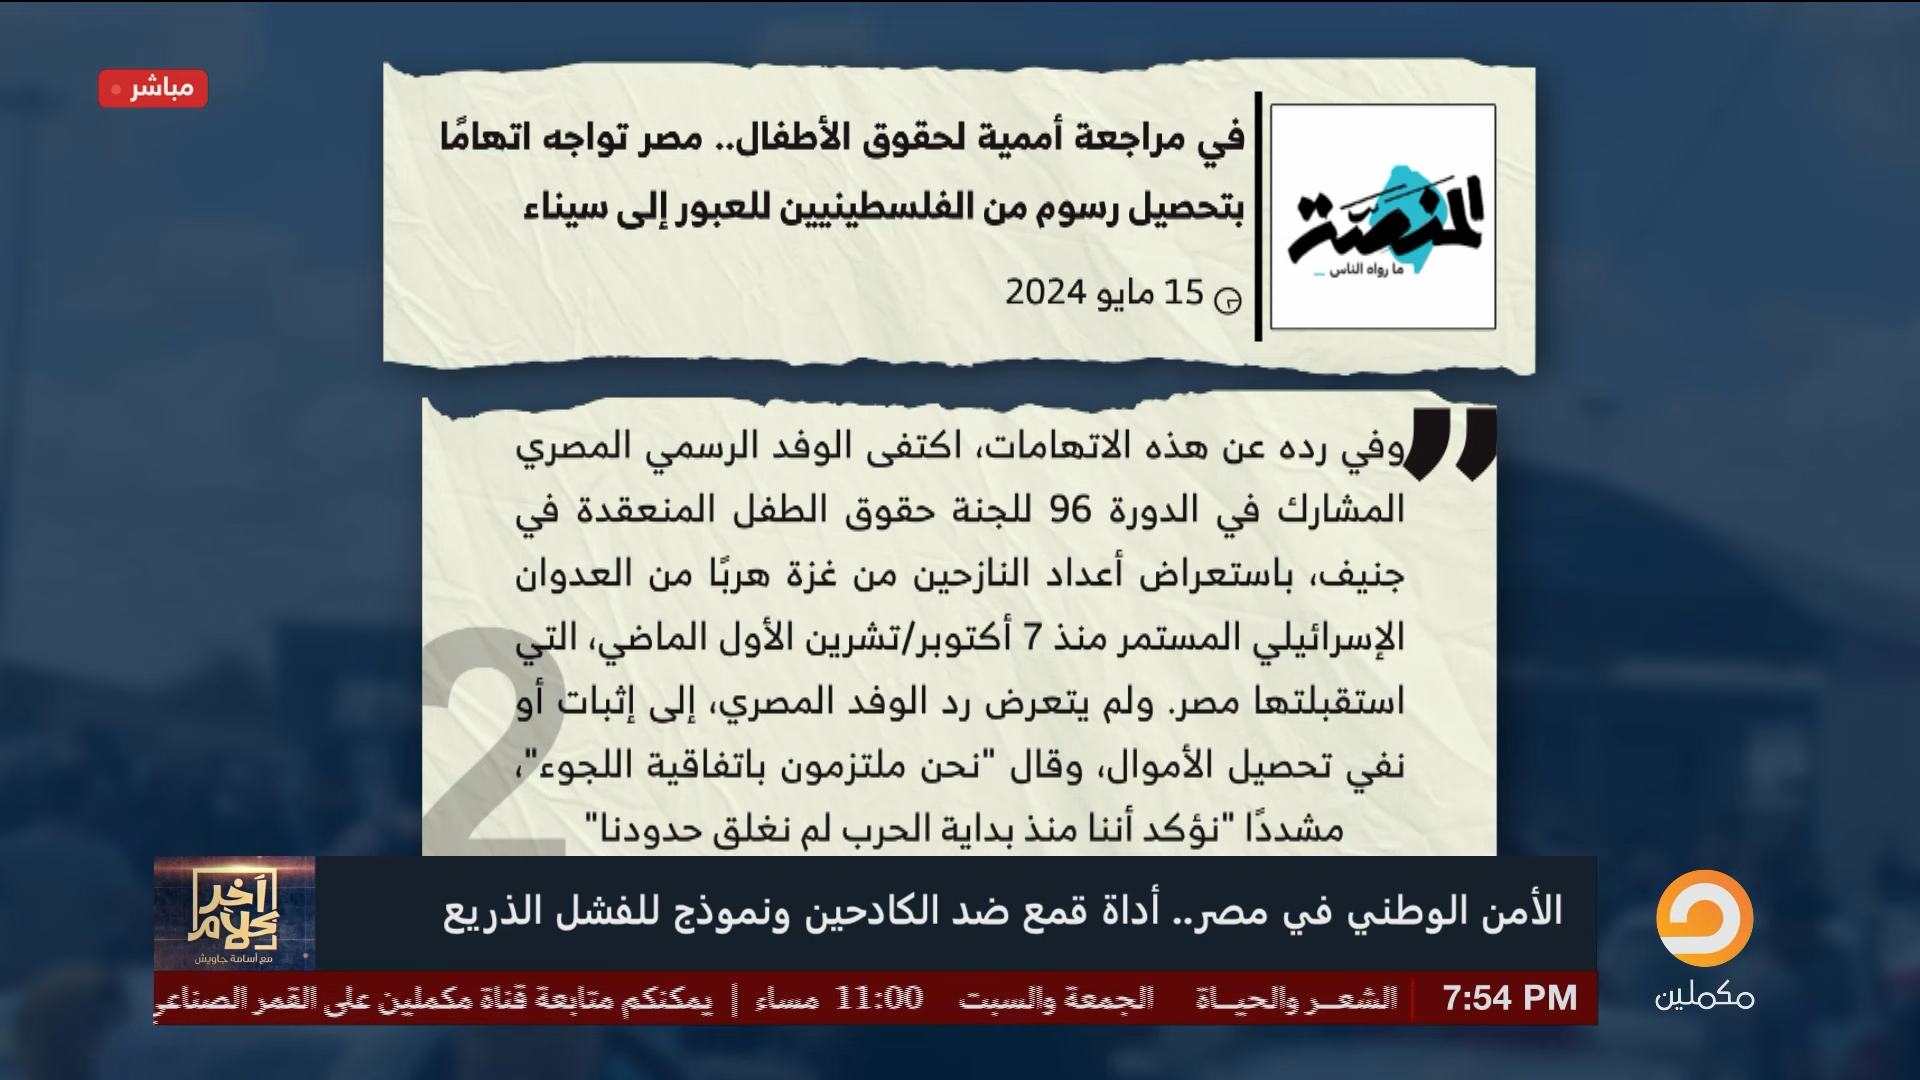 مباشر
في مراجعة أممية لحقوق الأطفال.. مصر تواجه اتهامًا
بتحصيل رسوم من الفلسطينيين للعبور إلى سيناء
15 مايو 2024
المنصة
ما رواه الناس
وفي رده عن هذه الاتهامات، اكتفى الوفد الرسمي المصري
المشارك في الدورة 96 للجنة حقوق الطفل المنعقدة في
جنيف، باستعراض أعداد النازحين من غزة هربًا من العدوان
الإسرائيلي المستمر منذ 7 أكتوبر/تشرين الأول الماضي، التي
استقبلتها مصر. ولم يتعرض رد الوفد المصري، إلى إثبات أو
نفي تحصيل الأموال، وقال "نحن ملتزمون باتفاقية اللجوء"،
مشددًا "نؤكد أننا منذ بداية الحرب لم نغلق حدودنا"
2
الأمن الوطني في مصر.. أداة قمع ضد الكادحين ونموذج للفشل الذريع
آخر كلام
مع أسامة جاويش
7:54 PM
الشعـر والحيـاة الجمعة والسبت 11:00 مساء | يمكنكم متابعة قناة مكملين على القمر الصناعي
مكملين